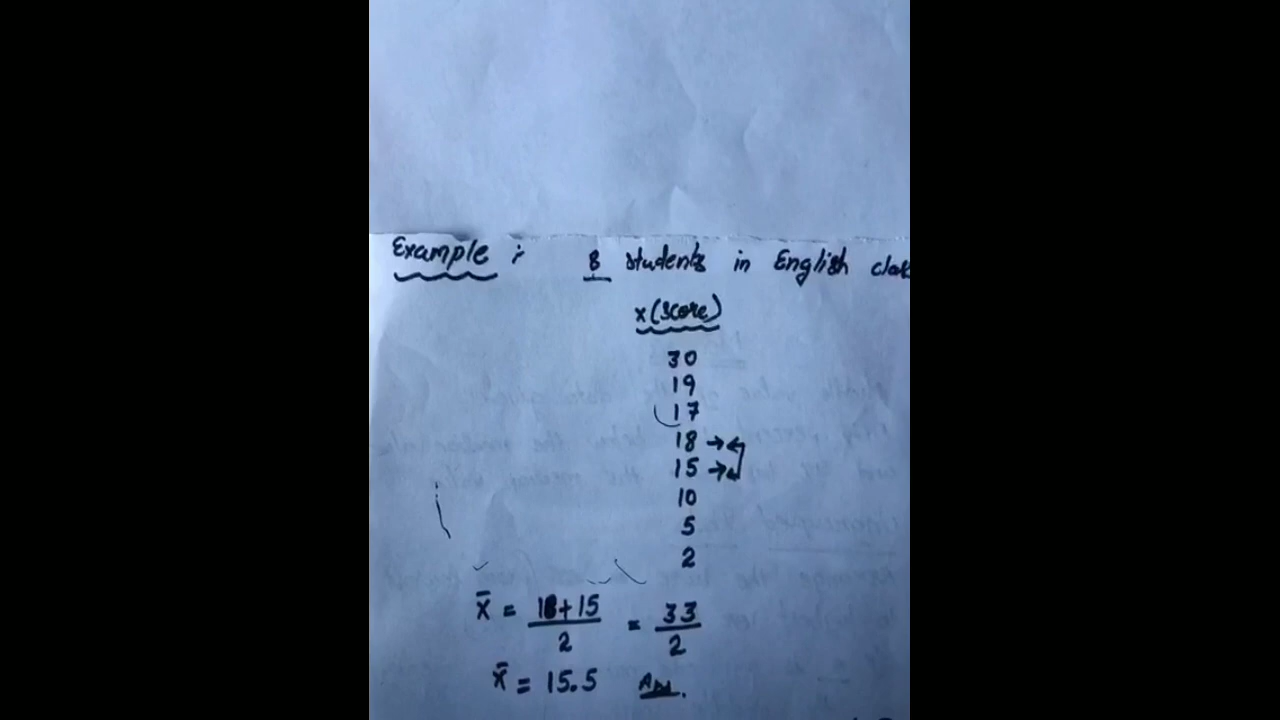 Example :
8 students in English clas
x (score)
30
19
17
18
15
10
5
2
x̄ = 18+15 / 2 = 33 / 2
x̄ = 15.5 Ans.